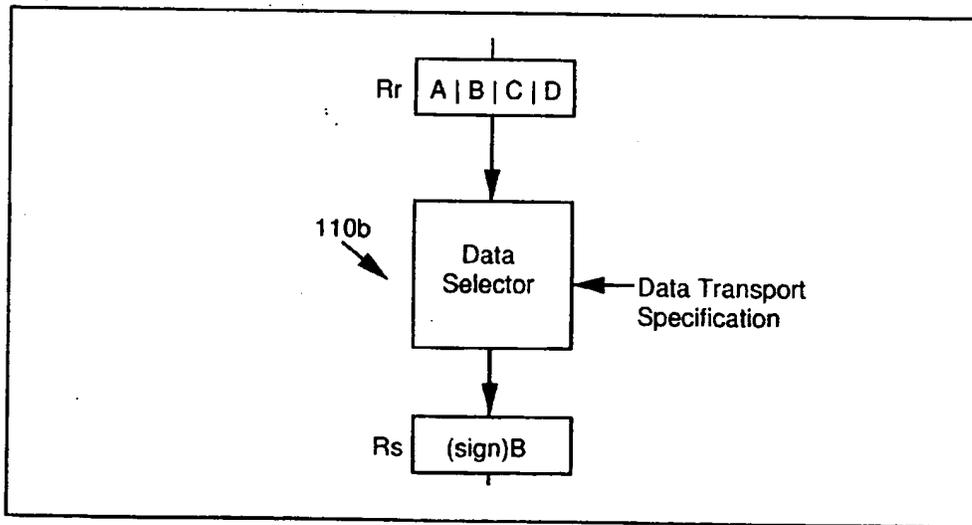 Rr
A | B | C | D
110b
Data
Selector
Data Transport
Specification
Rs
(sign)B